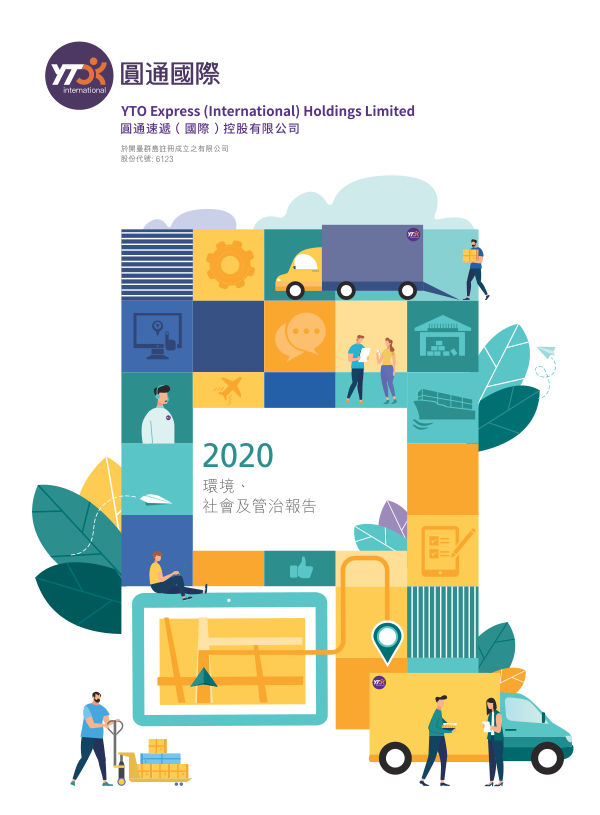 YTO
international
圓通國際
YTO Express (International) Holdings Limited
圓通速遞(國際)控股有限公司
於開曼群島註冊成立之有限公司
股份代號: 6123
2020
環境、
社會及管治報告